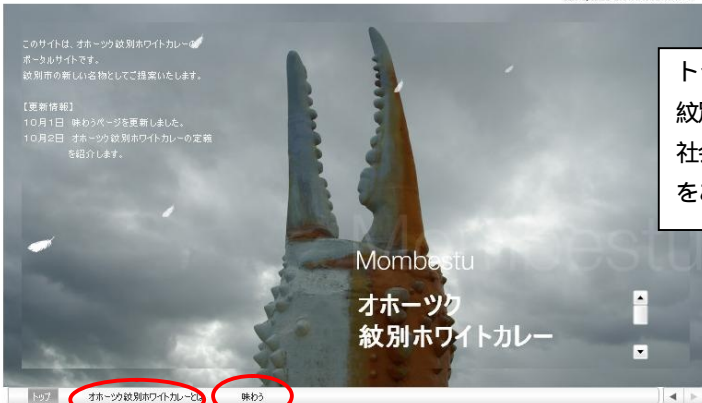 このサイトは、オホーツク紋別ホワイトカレーの
ポータルサイトです。
紋別市の新しい名物としてご提案いたします。
【更新情報】
10月1日 味わうページを更新しました。
10月2日 オホーツク紋別ホワイトカレーの定義
を紹介します。
Mombestu
オホーツク
紋別ホワイトカレー
ト
紋別
社会
をご
トップ オホーツク紋別ホワイトカレーとは 味わう